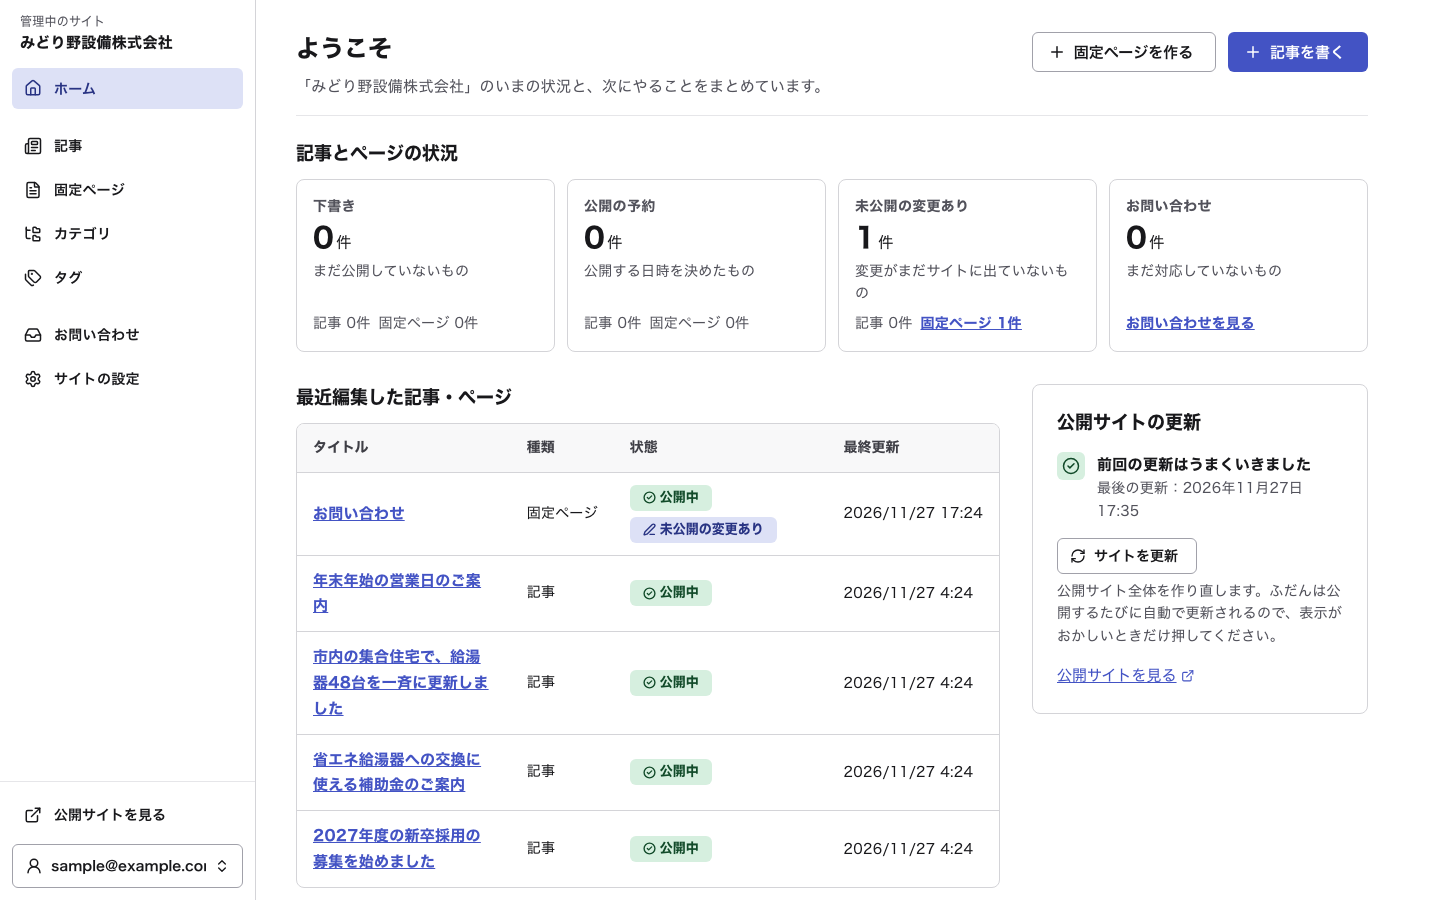 管理中のサイト
みどり野設備株式会社
ホーム
記事
固定ページ
カテゴリ
タグ
お問い合わせ
サイトの設定
公開サイトを見る
sample@example.co
ようこそ
「みどり野設備株式会社」のいまの状況と、次にやることをまとめています。
固定ページを作る
記事を書く
記事とページの状況
下書き
0件
まだ公開していないもの
記事 0件 固定ページ 0件
公開の予約
0件
公開する日時を決めたもの
記事 0件 固定ページ 0件
未公開の変更あり
1件
変更がまだサイトに出ていないも
の
記事 0件 固定ページ 1件
お問い合わせ
0件
まだ対応していないもの
お問い合わせを見る
最近編集した記事・ページ
タイトル 種類 状態 最終更新
お問い合わせ 固定ページ 公開中 2026/11/27 17:24
未公開の変更あり
年末年始の営業日のご案
内
記事 公開中 2026/11/27 4:24
市内の集合住宅で、給湯
器48台を一斉に更新しま
した
記事 公開中 2026/11/27 4:24
省エネ給湯器への交換に
使える補助金のご案内
記事 公開中 2026/11/27 4:24
2027年度の新卒採用の
募集を始めました
記事 公開中 2026/11/27 4:24
公開サイトの更新
前回の更新はうまくいきました
最後の更新：2026年11月27日
17:35
サイトを更新
公開サイト全体を作り直します。ふだんは公
開するたびに自動で更新されるので、表示が
おかしいときだけ押してください。
公開サイトを見る